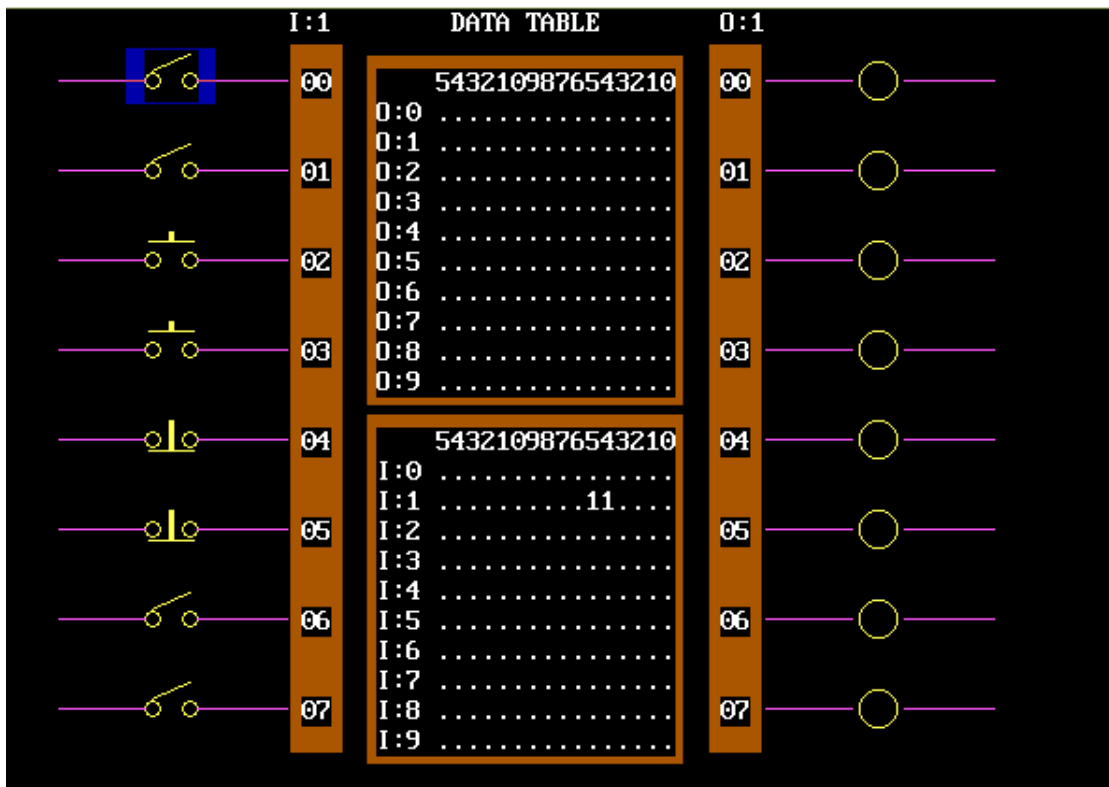 I:1 DATA TABLE O:1
00 5432109876543210 00
O:0 ................
O:1 ................
01 O:2 ................ 01
O:3 ................
O:4 ................
02 O:5 ................ 02
O:6 ................
O:7 ................
03 O:8 ................ 03
O:9 ................
04 5432109876543210 04
I:0 ................
I:1 ..........11....
05 I:2 ................ 05
I:3 ................
I:4 ................
06 I:5 ................ 06
I:6 ................
I:7 ................
07 I:8 ................ 07
I:9 ................